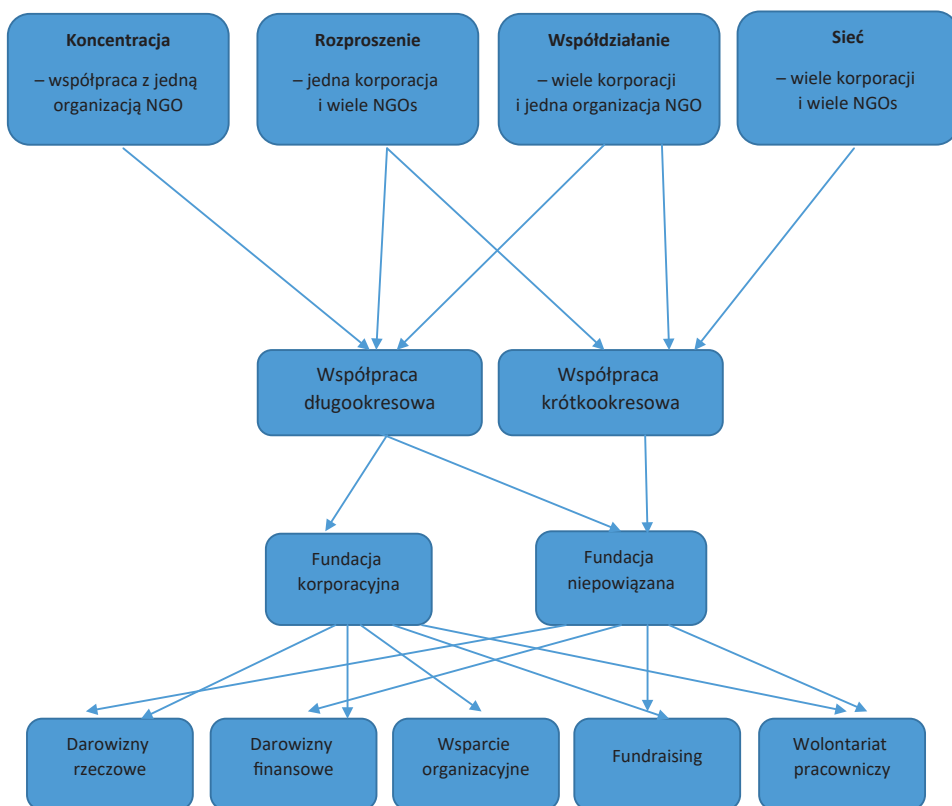 Koncentracja
– współpraca z jedną
organizacją NGO
Rozproszenie
– jedna korporacja
i wiele NGOs
Współdziałanie
– wiele korporacji
i jedna organizacja NGO
Sieć
– wiele korporacji
i wiele NGOs
Współpraca
długookresowa
Współpraca
krótkookresowa
Fundacja
korporacyjna
Fundacja
niepowiązana
Darowizny
rzeczowe
Darowizny
finansowe
Wsparcie
organizacyjne
Fundraising
Wolontariat
pracowniczy